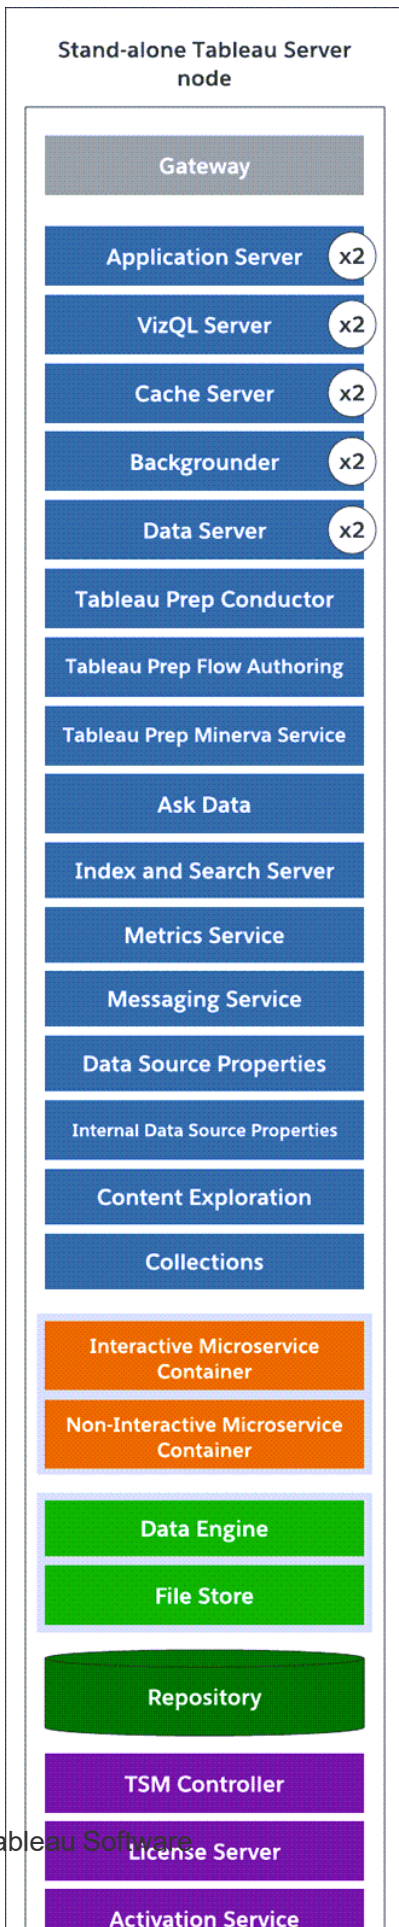 Stand-alone Tableau Server
node
Gateway
Application Server x2
VizQL Server x2
Cache Server x2
Backgrounder x2
Data Server x2
Tableau Prep Conductor
Tableau Prep Flow Authoring
Tableau Prep Minerva Service
Ask Data
Index and Search Server
Metrics Service
Messaging Service
Data Source Properties
Internal Data Source Properties
Content Exploration
Collections
Interactive Microservice
Container
Non-Interactive Microservice
Container
Data Engine
File Store
Repository
TSM Controller
ableau Software
License Server
Activation Service